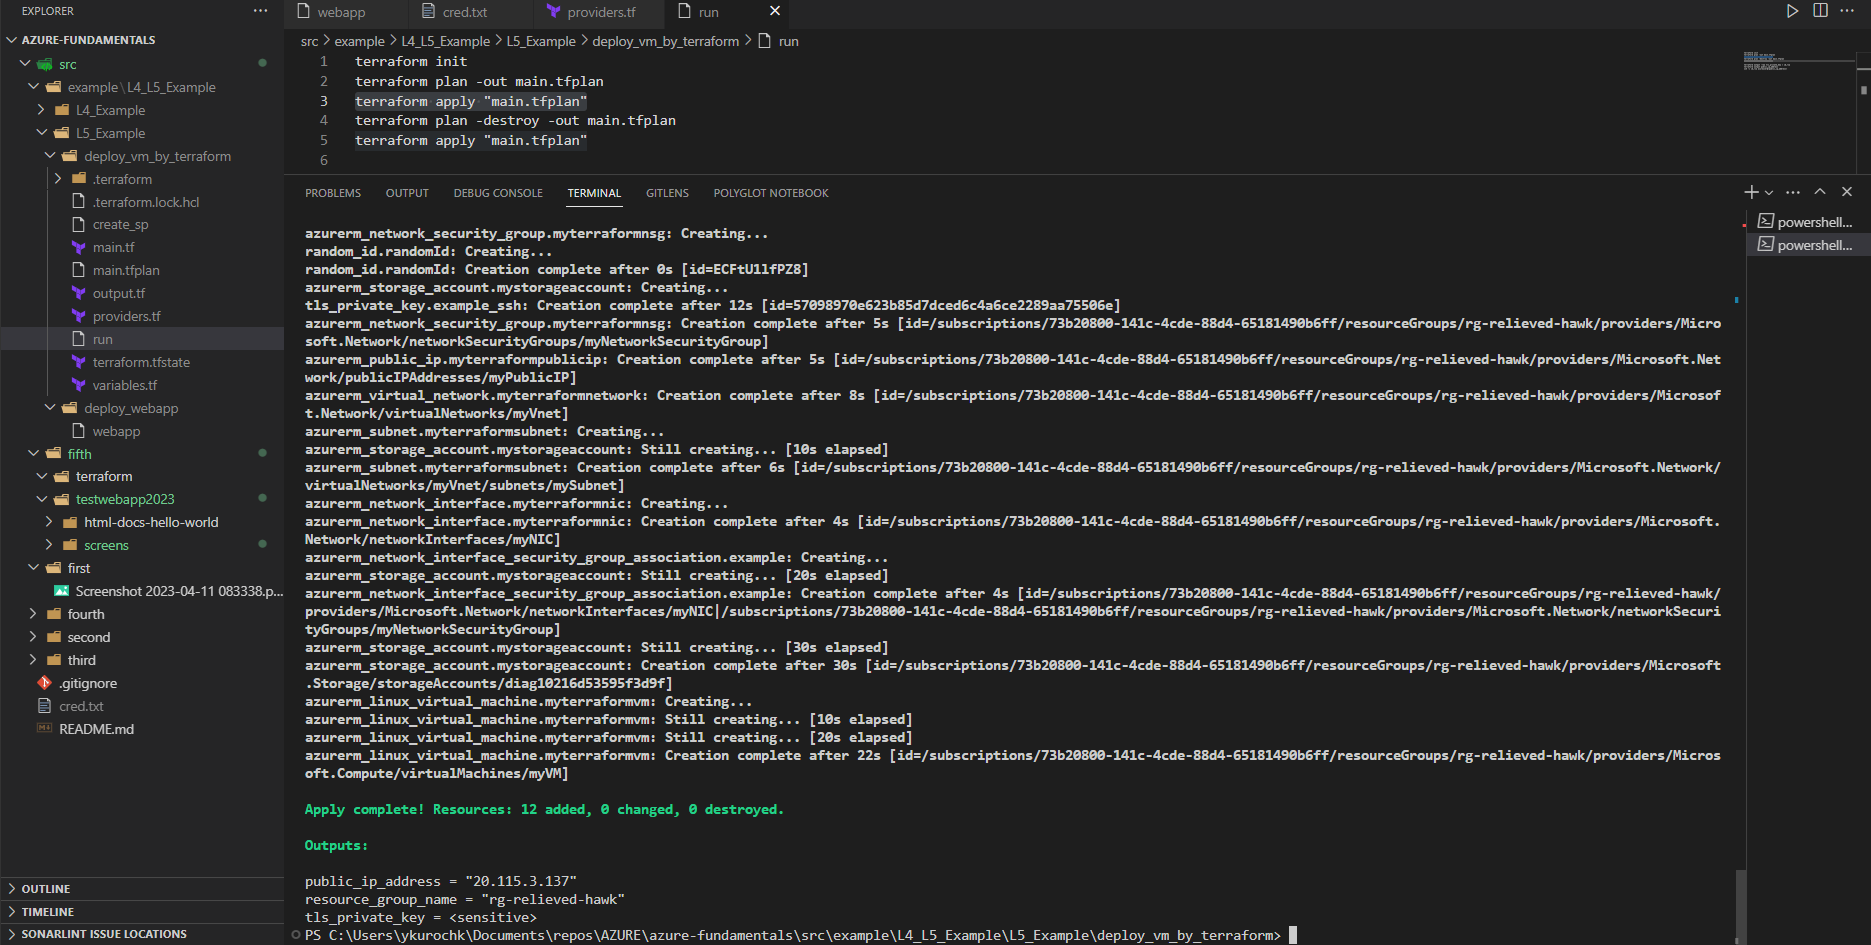 EXPLORER
AZURE-FUNDAMENTALS
src
example\L4_L5_Example
L4_Example
L5_Example
deploy_vm_by_terraform
.terraform
.terraform.lock.hcl
create_sp
main.tf
main.tfplan
output.tf
providers.tf
run
terraform.tfstate
variables.tf
deploy_webapp
webapp
fifth
terraform
testwebapp2023
html-docs-hello-world
screens
first
Screenshot 2023-04-11 083338.p...
fourth
second
third
.gitignore
cred.txt
README.md
OUTLINE
TIMELINE
SONARLINT ISSUE LOCATIONS
webapp
cred.txt
providers.tf
run
src > example > L4_L5_Example > L5_Example > deploy_vm_by_terraform > run
1 terraform init
2 terraform plan -out main.tfplan
3 terraform apply "main.tfplan"
4 terraform plan -destroy -out main.tfplan
5 terraform apply "main.tfplan"
6
PROBLEMS OUTPUT DEBUG CONSOLE TERMINAL GITLENS POLYGLOT NOTEBOOK
powershell...
powershell...
azurerm_network_security_group.myterraformnsg: Creating...
random_id.randomId: Creating...
random_id.randomId: Creation complete after 0s [id=ECFtU1lfPZ8]
azurerm_storage_account.mystorageaccount: Creating...
tls_private_key.example_ssh: Creation complete after 12s [id=57098970e623b85d7dced6c4a6ce2289aa75506e]
azurerm_network_security_group.myterraformnsg: Creation complete after 5s [id=/subscriptions/73b20800-141c-4cde-88d4-65181490b6ff/resourceGroups/rg-relieved-hawk/providers/Micro
soft.Network/networkSecurityGroups/myNetworkSecurityGroup]
azurerm_public_ip.myterraformpublicip: Creation complete after 5s [id=/subscriptions/73b20800-141c-4cde-88d4-65181490b6ff/resourceGroups/rg-relieved-hawk/providers/Microsoft.Net
work/publicIPAddresses/myPublicIP]
azurerm_virtual_network.myterraformnetwork: Creation complete after 8s [id=/subscriptions/73b20800-141c-4cde-88d4-65181490b6ff/resourceGroups/rg-relieved-hawk/providers/Microsof
t.Network/virtualNetworks/myVnet]
azurerm_subnet.myterraformsubnet: Creating...
azurerm_storage_account.mystorageaccount: Still creating... [10s elapsed]
azurerm_subnet.myterraformsubnet: Creation complete after 6s [id=/subscriptions/73b20800-141c-4cde-88d4-65181490b6ff/resourceGroups/rg-relieved-hawk/providers/Microsoft.Network/
virtualNetworks/myVnet/subnets/mySubnet]
azurerm_network_interface.myterraformnic: Creating...
azurerm_network_interface.myterraformnic: Creation complete after 4s [id=/subscriptions/73b20800-141c-4cde-88d4-65181490b6ff/resourceGroups/rg-relieved-hawk/providers/Microsoft.
Network/networkInterfaces/myNIC]
azurerm_network_interface_security_group_association.example: Creating...
azurerm_storage_account.mystorageaccount: Still creating... [20s elapsed]
azurerm_network_interface_security_group_association.example: Creation complete after 4s [id=/subscriptions/73b20800-141c-4cde-88d4-65181490b6ff/resourceGroups/rg-relieved-hawk/
providers/Microsoft.Network/networkInterfaces/myNIC|/subscriptions/73b20800-141c-4cde-88d4-65181490b6ff/resourceGroups/rg-relieved-hawk/providers/Microsoft.Network/networkSecuri
tyGroups/myNetworkSecurityGroup]
azurerm_storage_account.mystorageaccount: Still creating... [30s elapsed]
azurerm_storage_account.mystorageaccount: Creation complete after 30s [id=/subscriptions/73b20800-141c-4cde-88d4-65181490b6ff/resourceGroups/rg-relieved-hawk/providers/Microsoft
.Storage/storageAccounts/diag10216d53595f3d9f]
azurerm_linux_virtual_machine.myterraformvm: Creating...
azurerm_linux_virtual_machine.myterraformvm: Still creating... [10s elapsed]
azurerm_linux_virtual_machine.myterraformvm: Still creating... [20s elapsed]
azurerm_linux_virtual_machine.myterraformvm: Creation complete after 22s [id=/subscriptions/73b20800-141c-4cde-88d4-65181490b6ff/resourceGroups/rg-relieved-hawk/providers/Micros
oft.Compute/virtualMachines/myVM]
Apply complete! Resources: 12 added, 0 changed, 0 destroyed.
Outputs:
public_ip_address = "20.115.3.137"
resource_group_name = "rg-relieved-hawk"
tls_private_key = <sensitive>
PS C:\Users\ykurochk\Documents\repos\AZURE\azure-fundamentals\src\example\L4_L5_Example\L5_Example\deploy_vm_by_terraform>